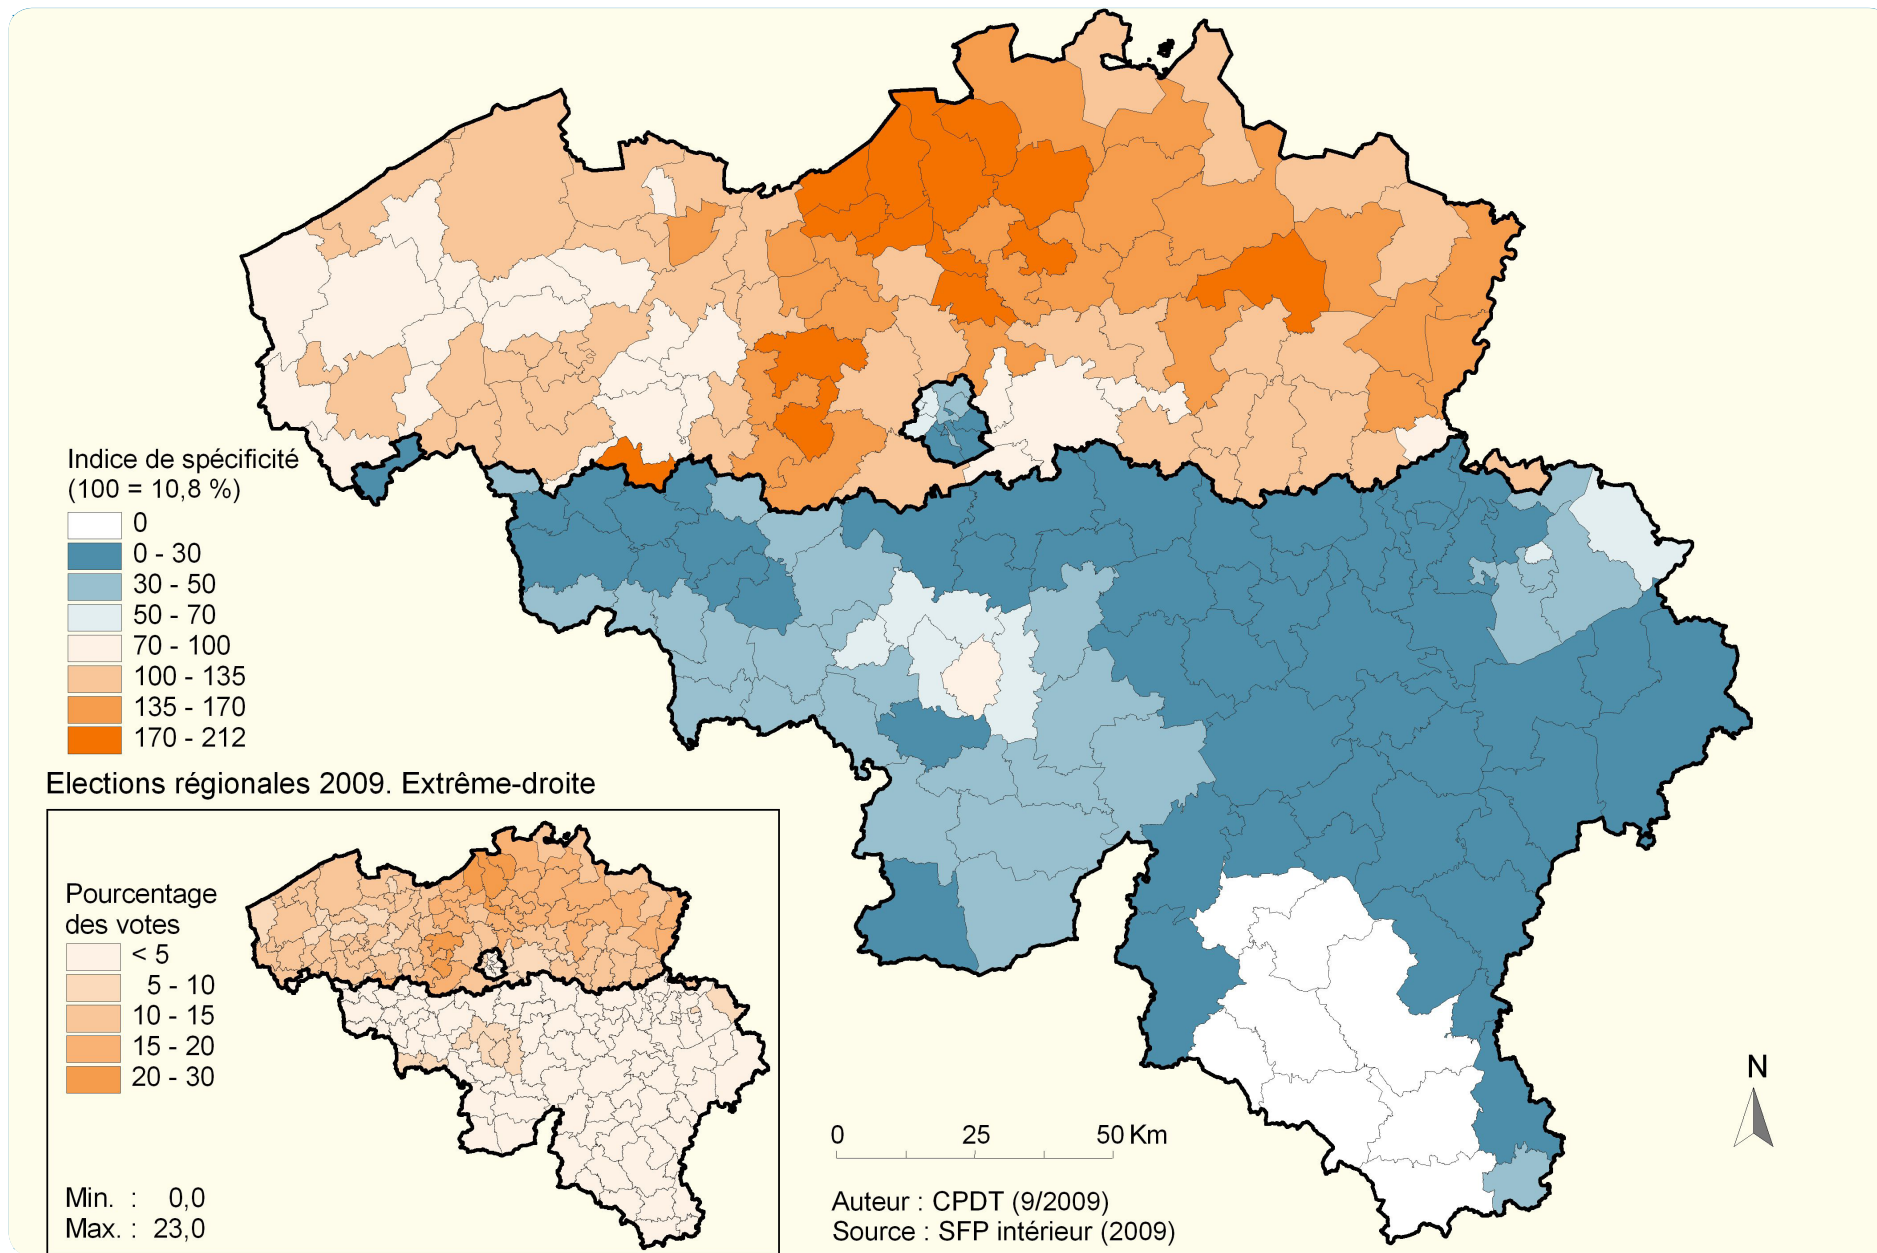 Indice de spécificité
(100 = 10,8 %)
0
0 - 30
30 - 50
50 - 70
70 - 100
100 - 135
135 - 170
170 - 212
Elections régionales 2009. Extrême-droite
Pourcentage
des votes
< 5
5 - 10
10 - 15
15 - 20
20 - 30
Min. : 0,0
Max. : 23,0
0 25 50 Km
Auteur : CPDT (9/2009)
Source : SFP intérieur (2009)
N